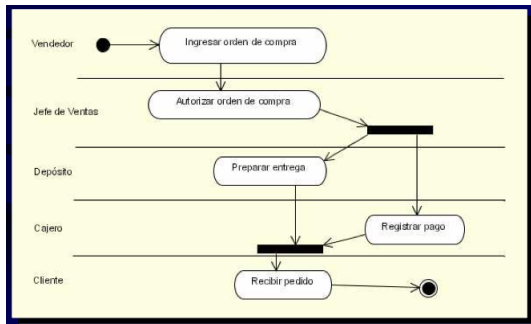 Vendedor
Ingresar orden de compra
Autorizar orden de compra
Jefe de Ventas
Depósito
Preparar entrega
Cajero
Registrar pago
Cliente
Recibir pedido